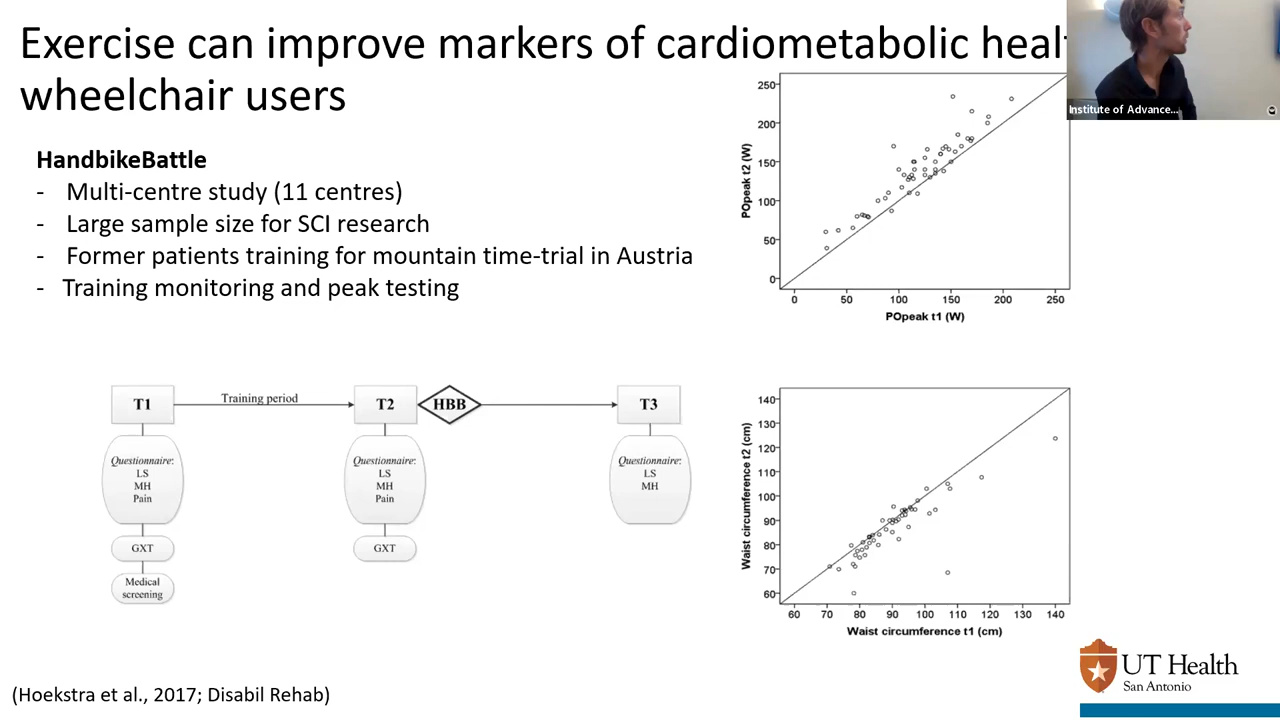 Exercise can improve markers of cardiometabolic heal
wheelchair users
Institute of Advance...
HandbikeBattle
- Multi-centre study (11 centres)
- Large sample size for SCI research
- Former patients training for mountain time-trial in Austria
- Training monitoring and peak testing
POpeak t2 (W)
250
200
150
100
50
0
0 50 100 150 200 250
POpeak t1 (W)
T1 Training period T2 HBB T3
Questionnaire:
LS
MH
Pain
GXT
Medical
screening
Questionnaire:
LS
MH
Pain
GXT
Questionnaire:
LS
MH
Waist circumference t2 (cm)
140
130
120
110
100
90
80
70
60
60 70 80 90 100 110 120 130 140
Waist circumference t1 (cm)
(Hoekstra et al., 2017; Disabil Rehab)
UT Health
San Antonio